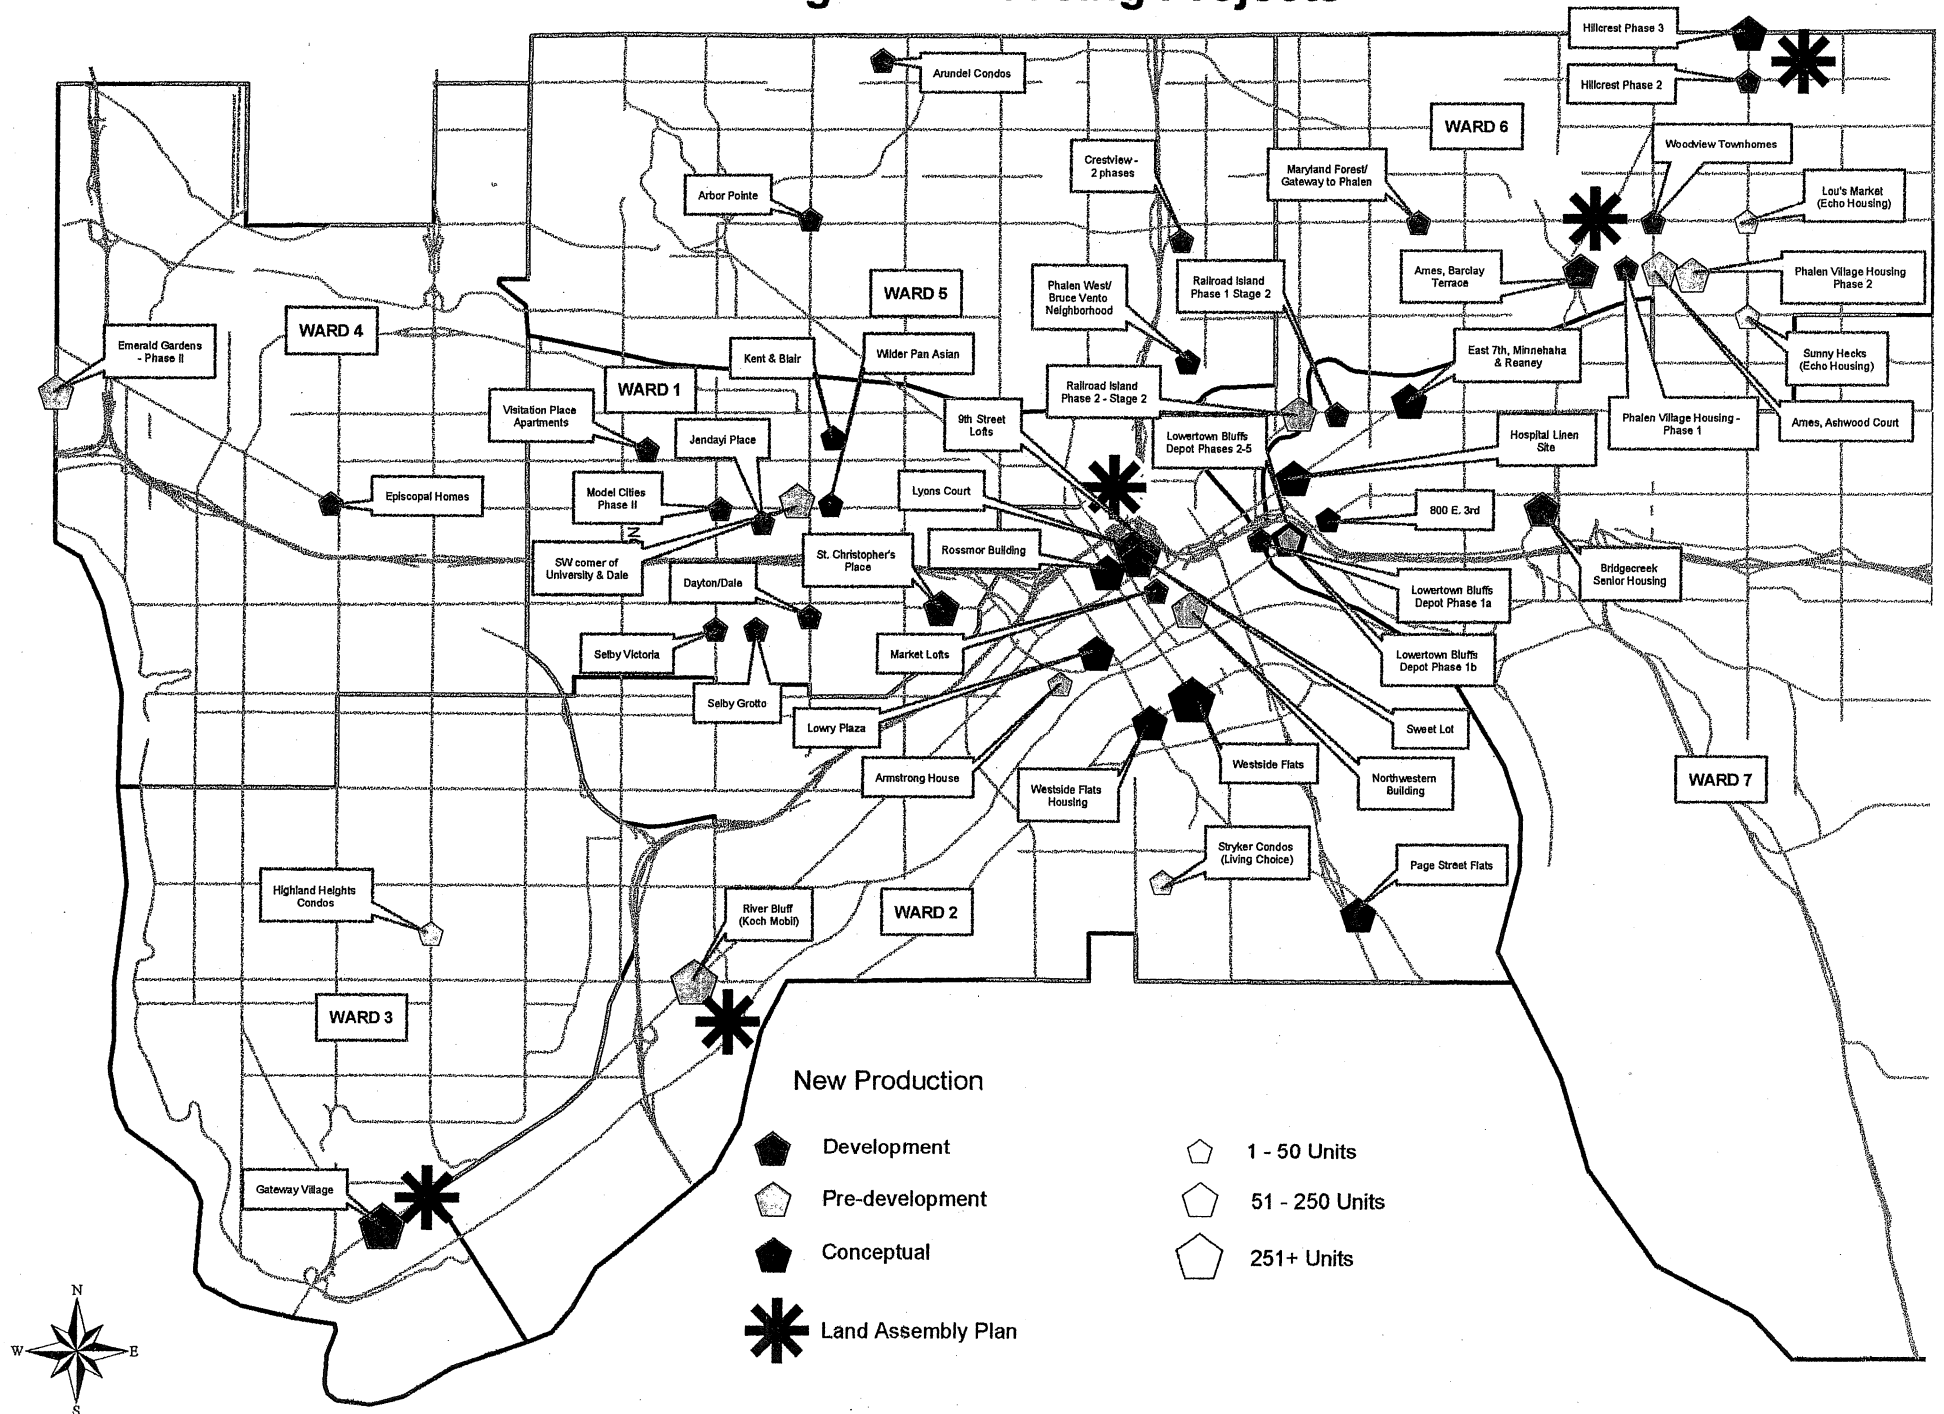 Hillcrest Phase 3
Arundel Condos
Hillcrest Phase 2
WARD 6
Woodview Townhomes
Crestview -
2 phases
Maryland Forest/
Gateway to Phalen
Arbor Pointe
Lou's Market
(Echo Housing)
Ames, Barclay
Terrace
Phalen Village Housing
Phase 2
Railroad Island
Phase 1 Stage 2
Phalen West/
Bruce Vento
Neighborhood
WARD 5
WARD 4
Emerald Gardens
- Phase II
Kent & Blair
Wilder Pan Asian
East 7th, Minnehaha
& Reaney
Sunny Hecks
(Echo Housing)
WARD 1
Railroad Island
Phase 2 - Stage 2
Visitation Place
Apartments
9th Street
Lofts
Jendayi Place
Lowertown Bluffs
Depot Phases 2-5
Hospital Linen
Site
Phalen Village Housing -
Phase 1
Ames, Ashwood Court
Episcopal Homes
Model Cities
Phase II
Lyons Court
800 E. 3rd
SW corner of
University & Dale
St. Christopher's
Place
Rossmor Building
Bridgecreek
Senior Housing
Dayton/Dale
Lowertown Bluffs
Depot Phase 1a
Selby Victoria
Market Lofts
Lowertown Bluffs
Depot Phase 1b
Selby Grotto
Lowry Plaza
Sweet Lot
Armstrong House
Westside Flats
Housing
Westside Flats
Northwestern
Building
WARD 7
Stryker Condos
(Living Choice)
Page Street Flats
Highland Heights
Condos
River Bluff
(Koch Mobil)
WARD 2
WARD 3
Gateway Village
New Production
Development
Pre-development
Conceptual
Land Assembly Plan
1 - 50 Units
51 - 250 Units
251+ Units
N
W
E
S